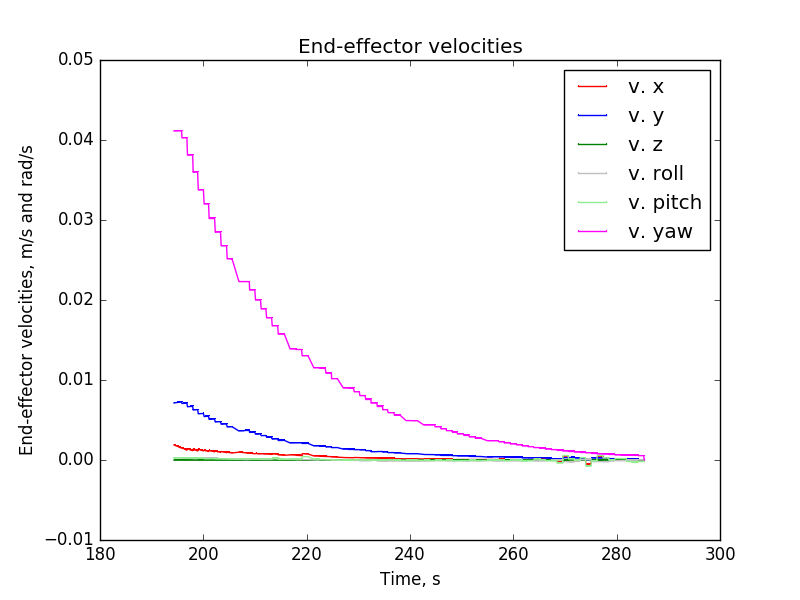 End-effector velocities
0.05
0.04
0.03
0.02
0.01
0.00
−0.01
End-effector velocities, m/s and rad/s
v. x
v. y
v. z
v. roll
v. pitch
v. yaw
180 200 220 240 260 280 300
Time, s